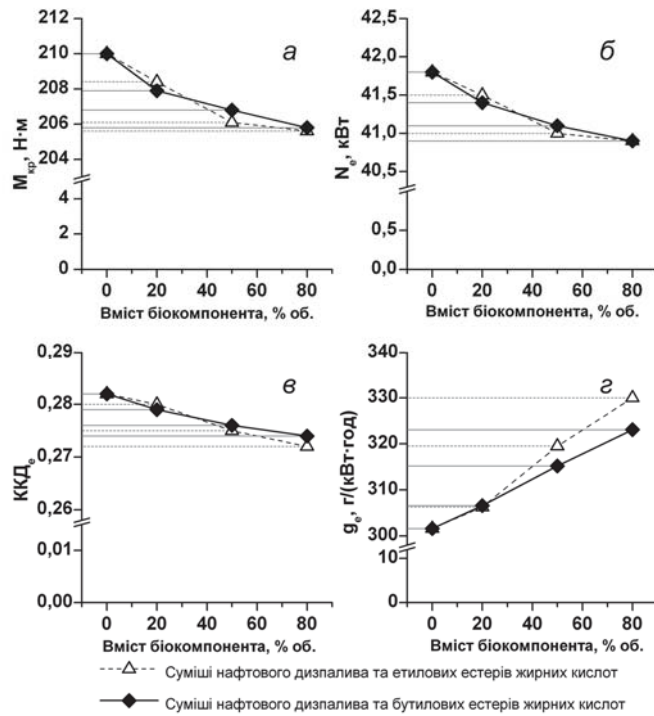 212
210
208
206
204
4
2
0
Mкр, Н·м
а
0 20 40 60 80
Вміст біокомпонента, % об.
42,5
42,0
41,5
41,0
40,5
0,5
0,0
Ne, кВт
б
0 20 40 60 80
Вміст біокомпонента, % об.
0,29
0,28
0,27
0,26
0,01
0,00
ККДe
в
0 20 40 60 80
Вміст біокомпонента, % об.
340
330
320
310
300
10
0
ge, г/(кВт·год)
г
0 20 40 60 80
Вміст біокомпонента, % об.
Суміші нафтового дизпалива та етилових естерів жирних кислот
Суміші нафтового дизпалива та бутилових естерів жирних кислот